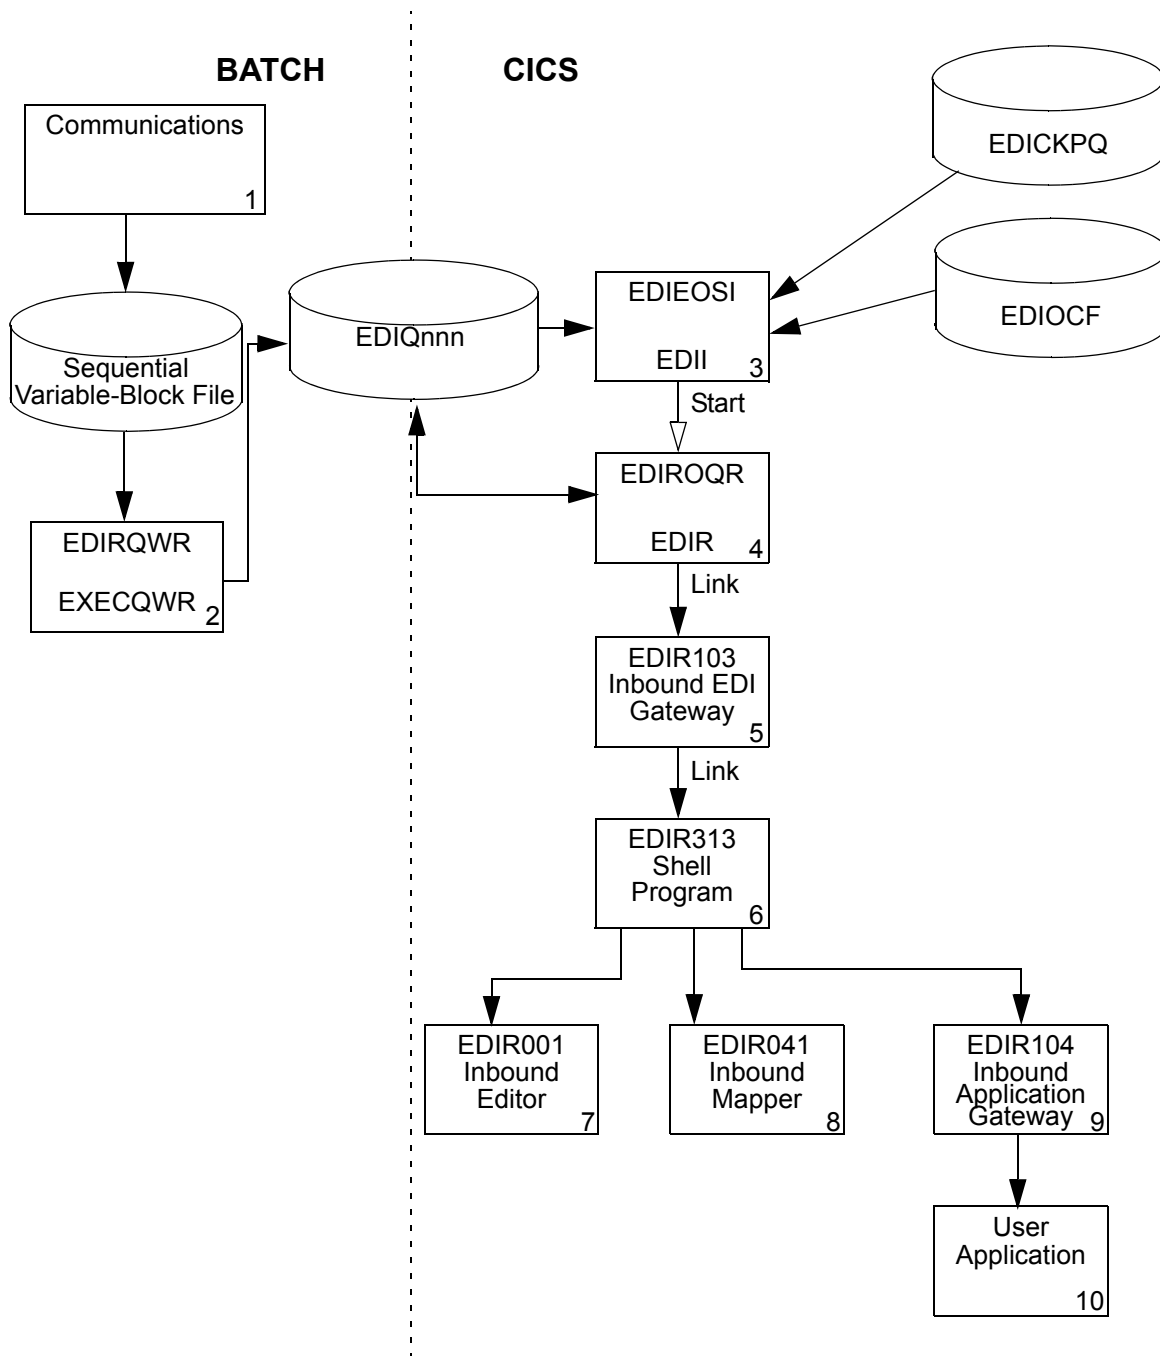 BATCH
CICS
Communications
1
EDICKPQ
Sequential
Variable-Block File
EDIQnnn
EDIEOSI
EDII
3
EDIOCF
Start
EDIRQWR
EXECQWR
2
EDIROQR
EDIR
4
Link
EDIR103
Inbound EDI
Gateway
5
Link
EDIR313
Shell
Program
6
EDIR001
Inbound
Editor
7
EDIR041
Inbound
Mapper
8
EDIR104
Inbound
Application
Gateway
9
User
Application
10